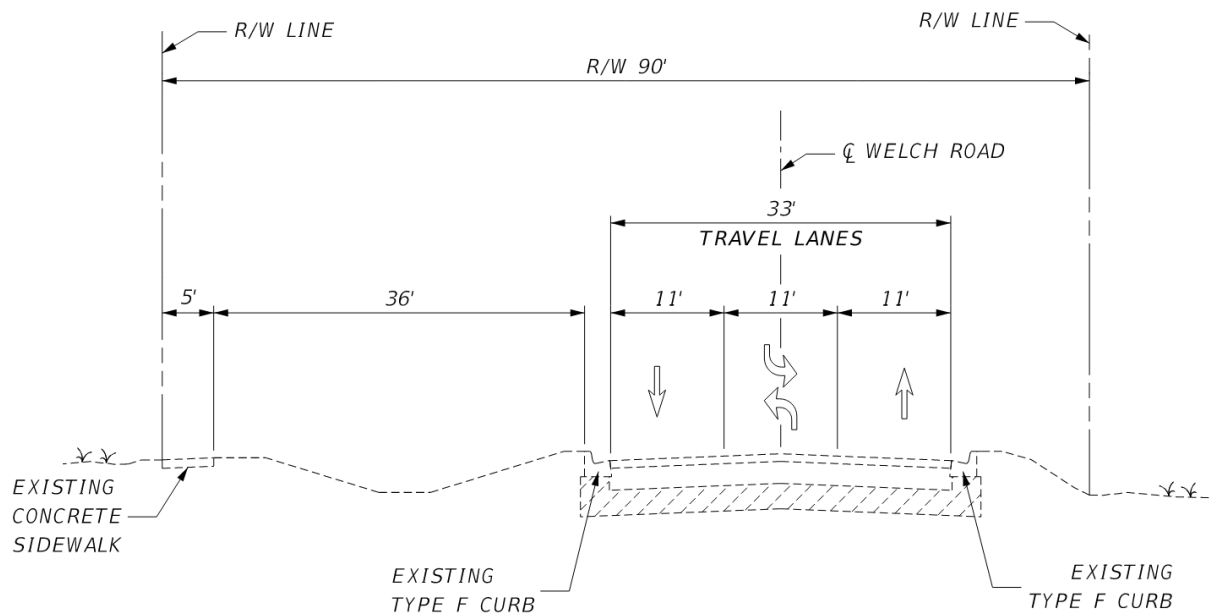 R/W LINE
R/W LINE
R/W 90'
℄ WELCH ROAD
33'
TRAVEL LANES
5'
36'
11'
11'
11'
EXISTING
CONCRETE
SIDEWALK
EXISTING
TYPE F CURB
EXISTING
TYPE F CURB